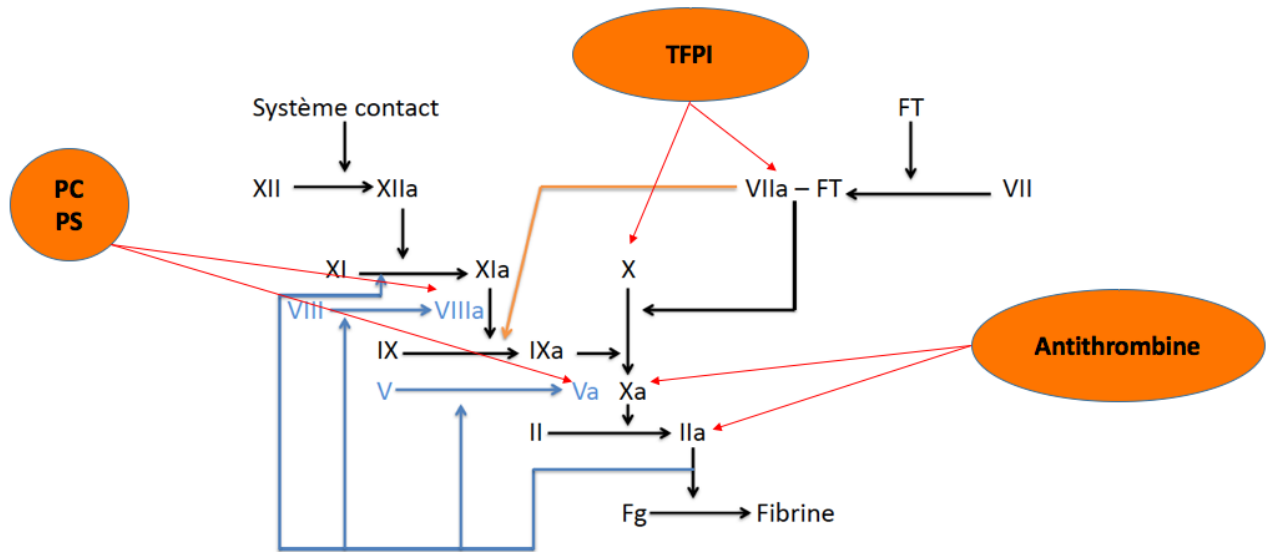 TFPI
Système contact
FT
PC
PS
XII
XIIa
VIIa – FT
VII
XI
XIa
X
VIII
VIIIa
IX
IXa
Antithrombine
V
Va
Xa
II
IIa
Fg
Fibrine